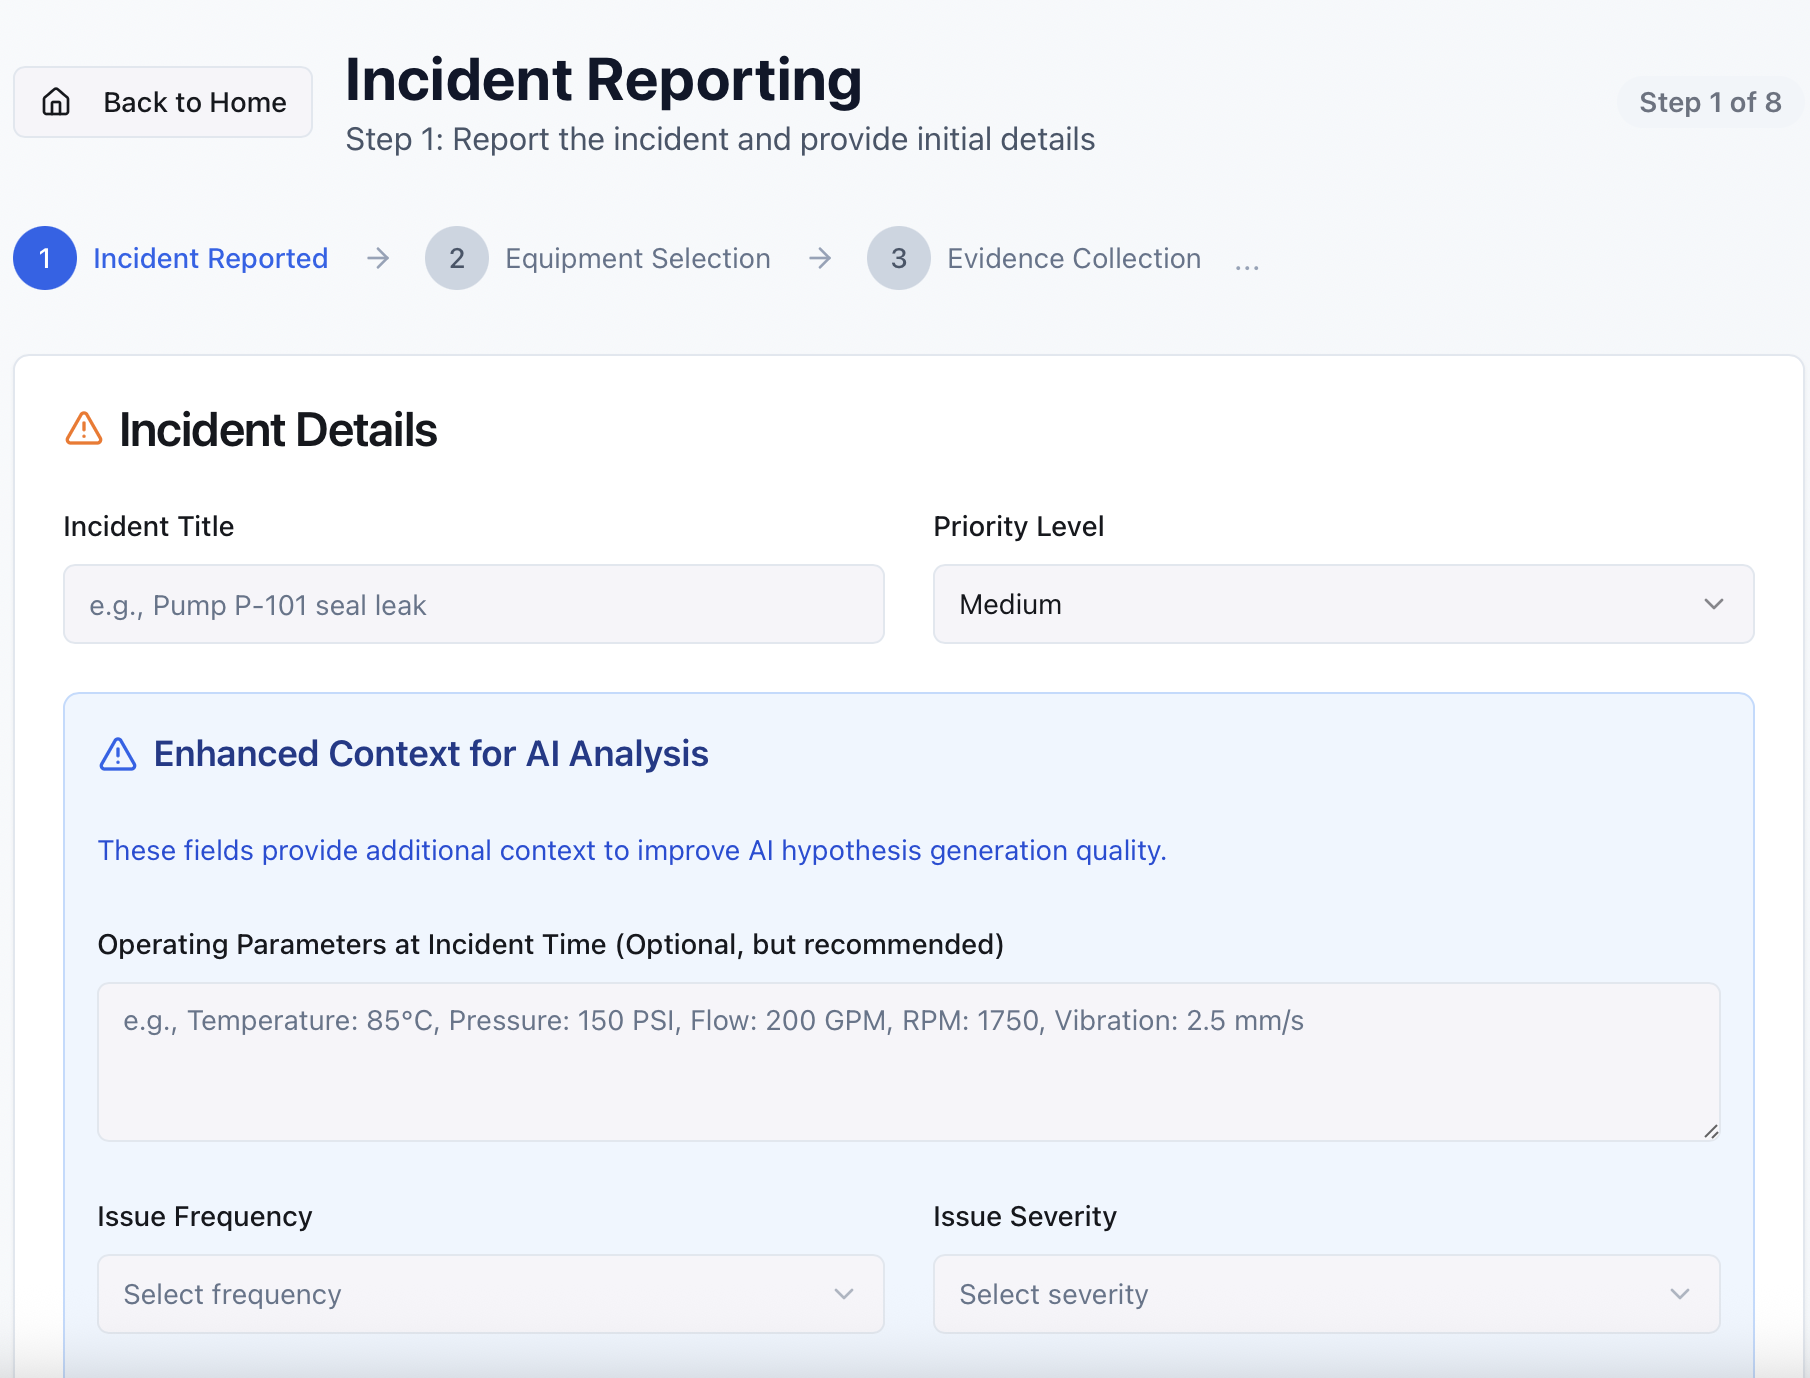 Back to Home
Incident Reporting
Step 1: Report the incident and provide initial details
Step 1 of 8
1 Incident Reported → 2 Equipment Selection → 3 Evidence Collection ...
Incident Details
Incident Title
Priority Level
e.g., Pump P-101 seal leak
Medium
Enhanced Context for AI Analysis
These fields provide additional context to improve AI hypothesis generation quality.
Operating Parameters at Incident Time (Optional, but recommended)
e.g., Temperature: 85°C, Pressure: 150 PSI, Flow: 200 GPM, RPM: 1750, Vibration: 2.5 mm/s
Issue Frequency
Issue Severity
Select frequency
Select severity